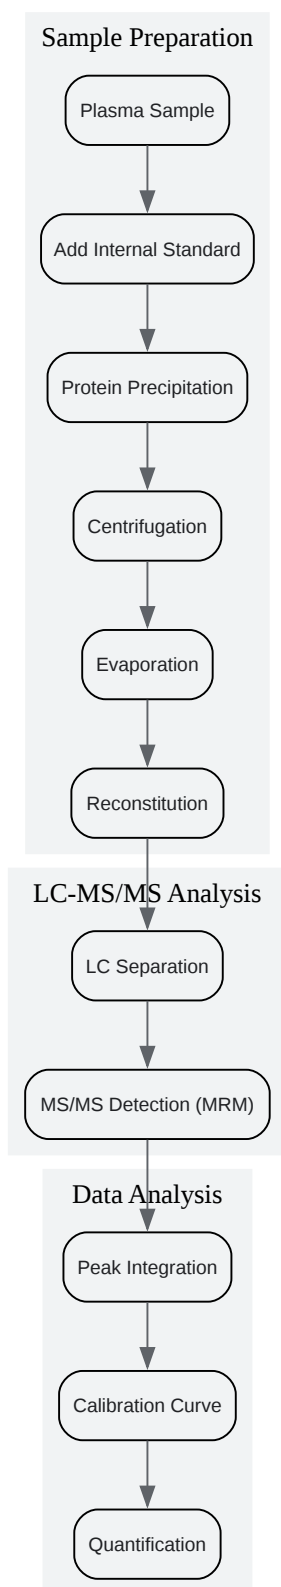 Sample Preparation
Plasma Sample
Add Internal Standard
Protein Precipitation
Centrifugation
Evaporation
Reconstitution
LC-MS/MS Analysis
LC Separation
MS/MS Detection (MRM)
Data Analysis
Peak Integration
Calibration Curve
Quantification